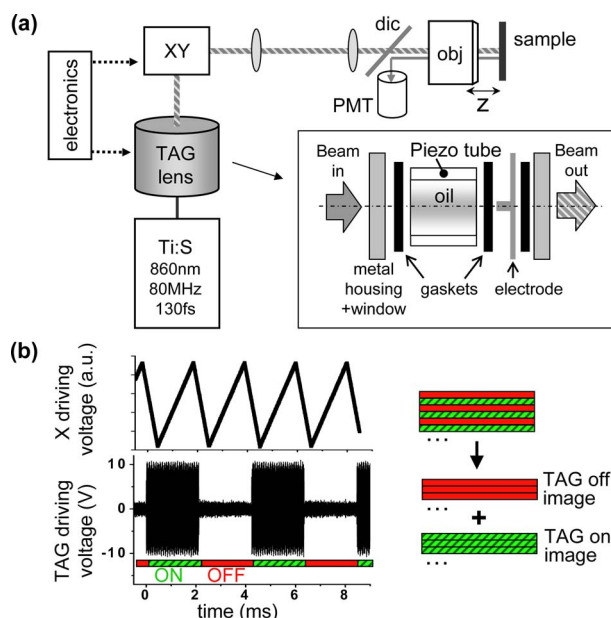 (a)
electronics
XY
dic
obj
sample
PMT
z
TAG
lens
Ti:S
860nm
80MHz
130fs
Beam
in
Piezo tube
oil
Beam
out
metal
housing
+window
gaskets
electrode
(b)
X driving
voltage (a.u.)
TAG driving
voltage (V)
10
0
-10
ON
OFF
0
2
4
6
8
time (ms)
...
TAG off
image
...
+
TAG on
image
...